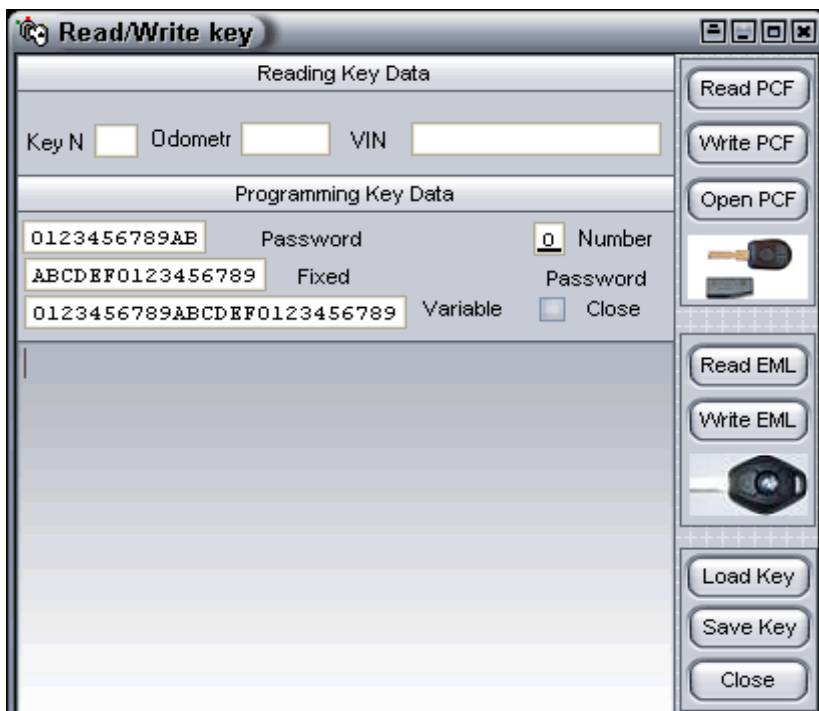 Read/Write key
Reading Key Data
Key N Odometr VIN
Programming Key Data
0123456789AB Password 0 Number
ABCDEF0123456789 Fixed Password
0123456789ABCDEF0123456789 Variable Close
Read PCF
Write PCF
Open PCF
Read EML
Write EML
Load Key
Save Key
Close